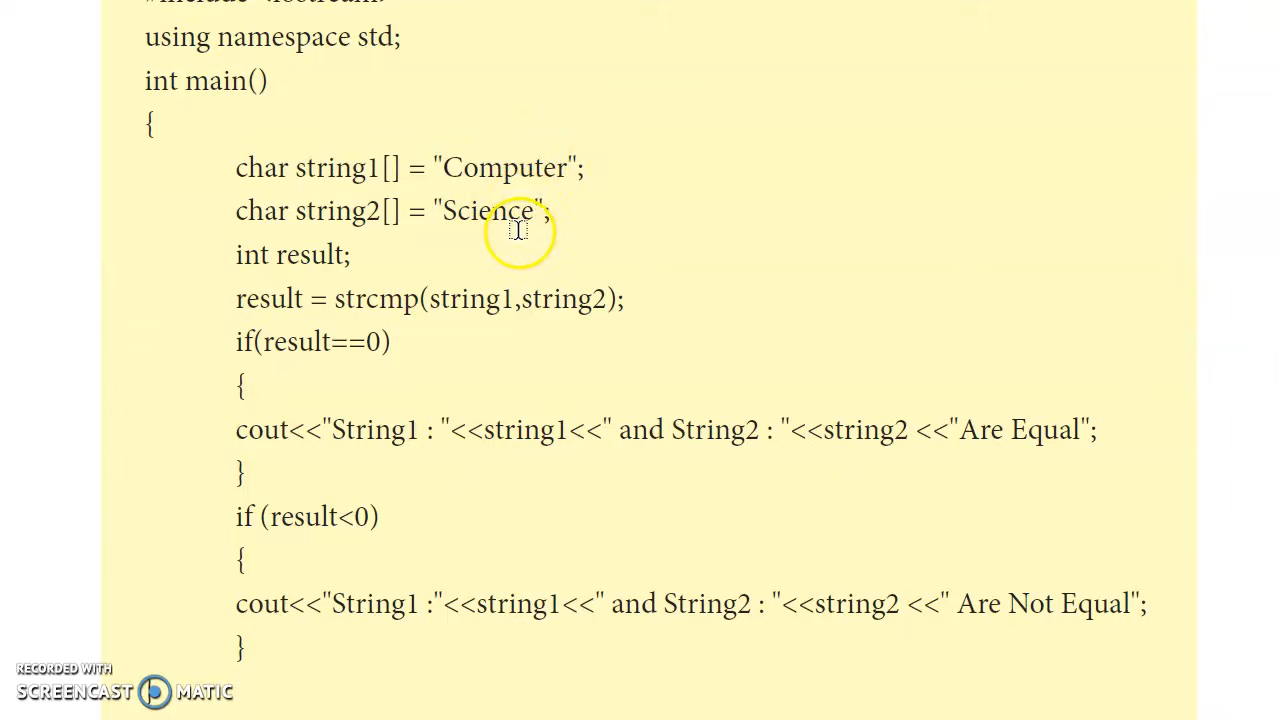 using namespace std;
int main()
{
char string1[] = "Computer";
char string2[] = "Science";
int result;
result = strcmp(string1,string2);
if(result==0)
{
cout<<"String1 : "<<string1<<" and String2 : "<<string2 <<"Are Equal";
}
if (result<0)
{
cout<<"String1 :"<<string1<<" and String2 : "<<string2 <<" Are Not Equal";
}
RECORDED WITH
SCREENCAST MATIC